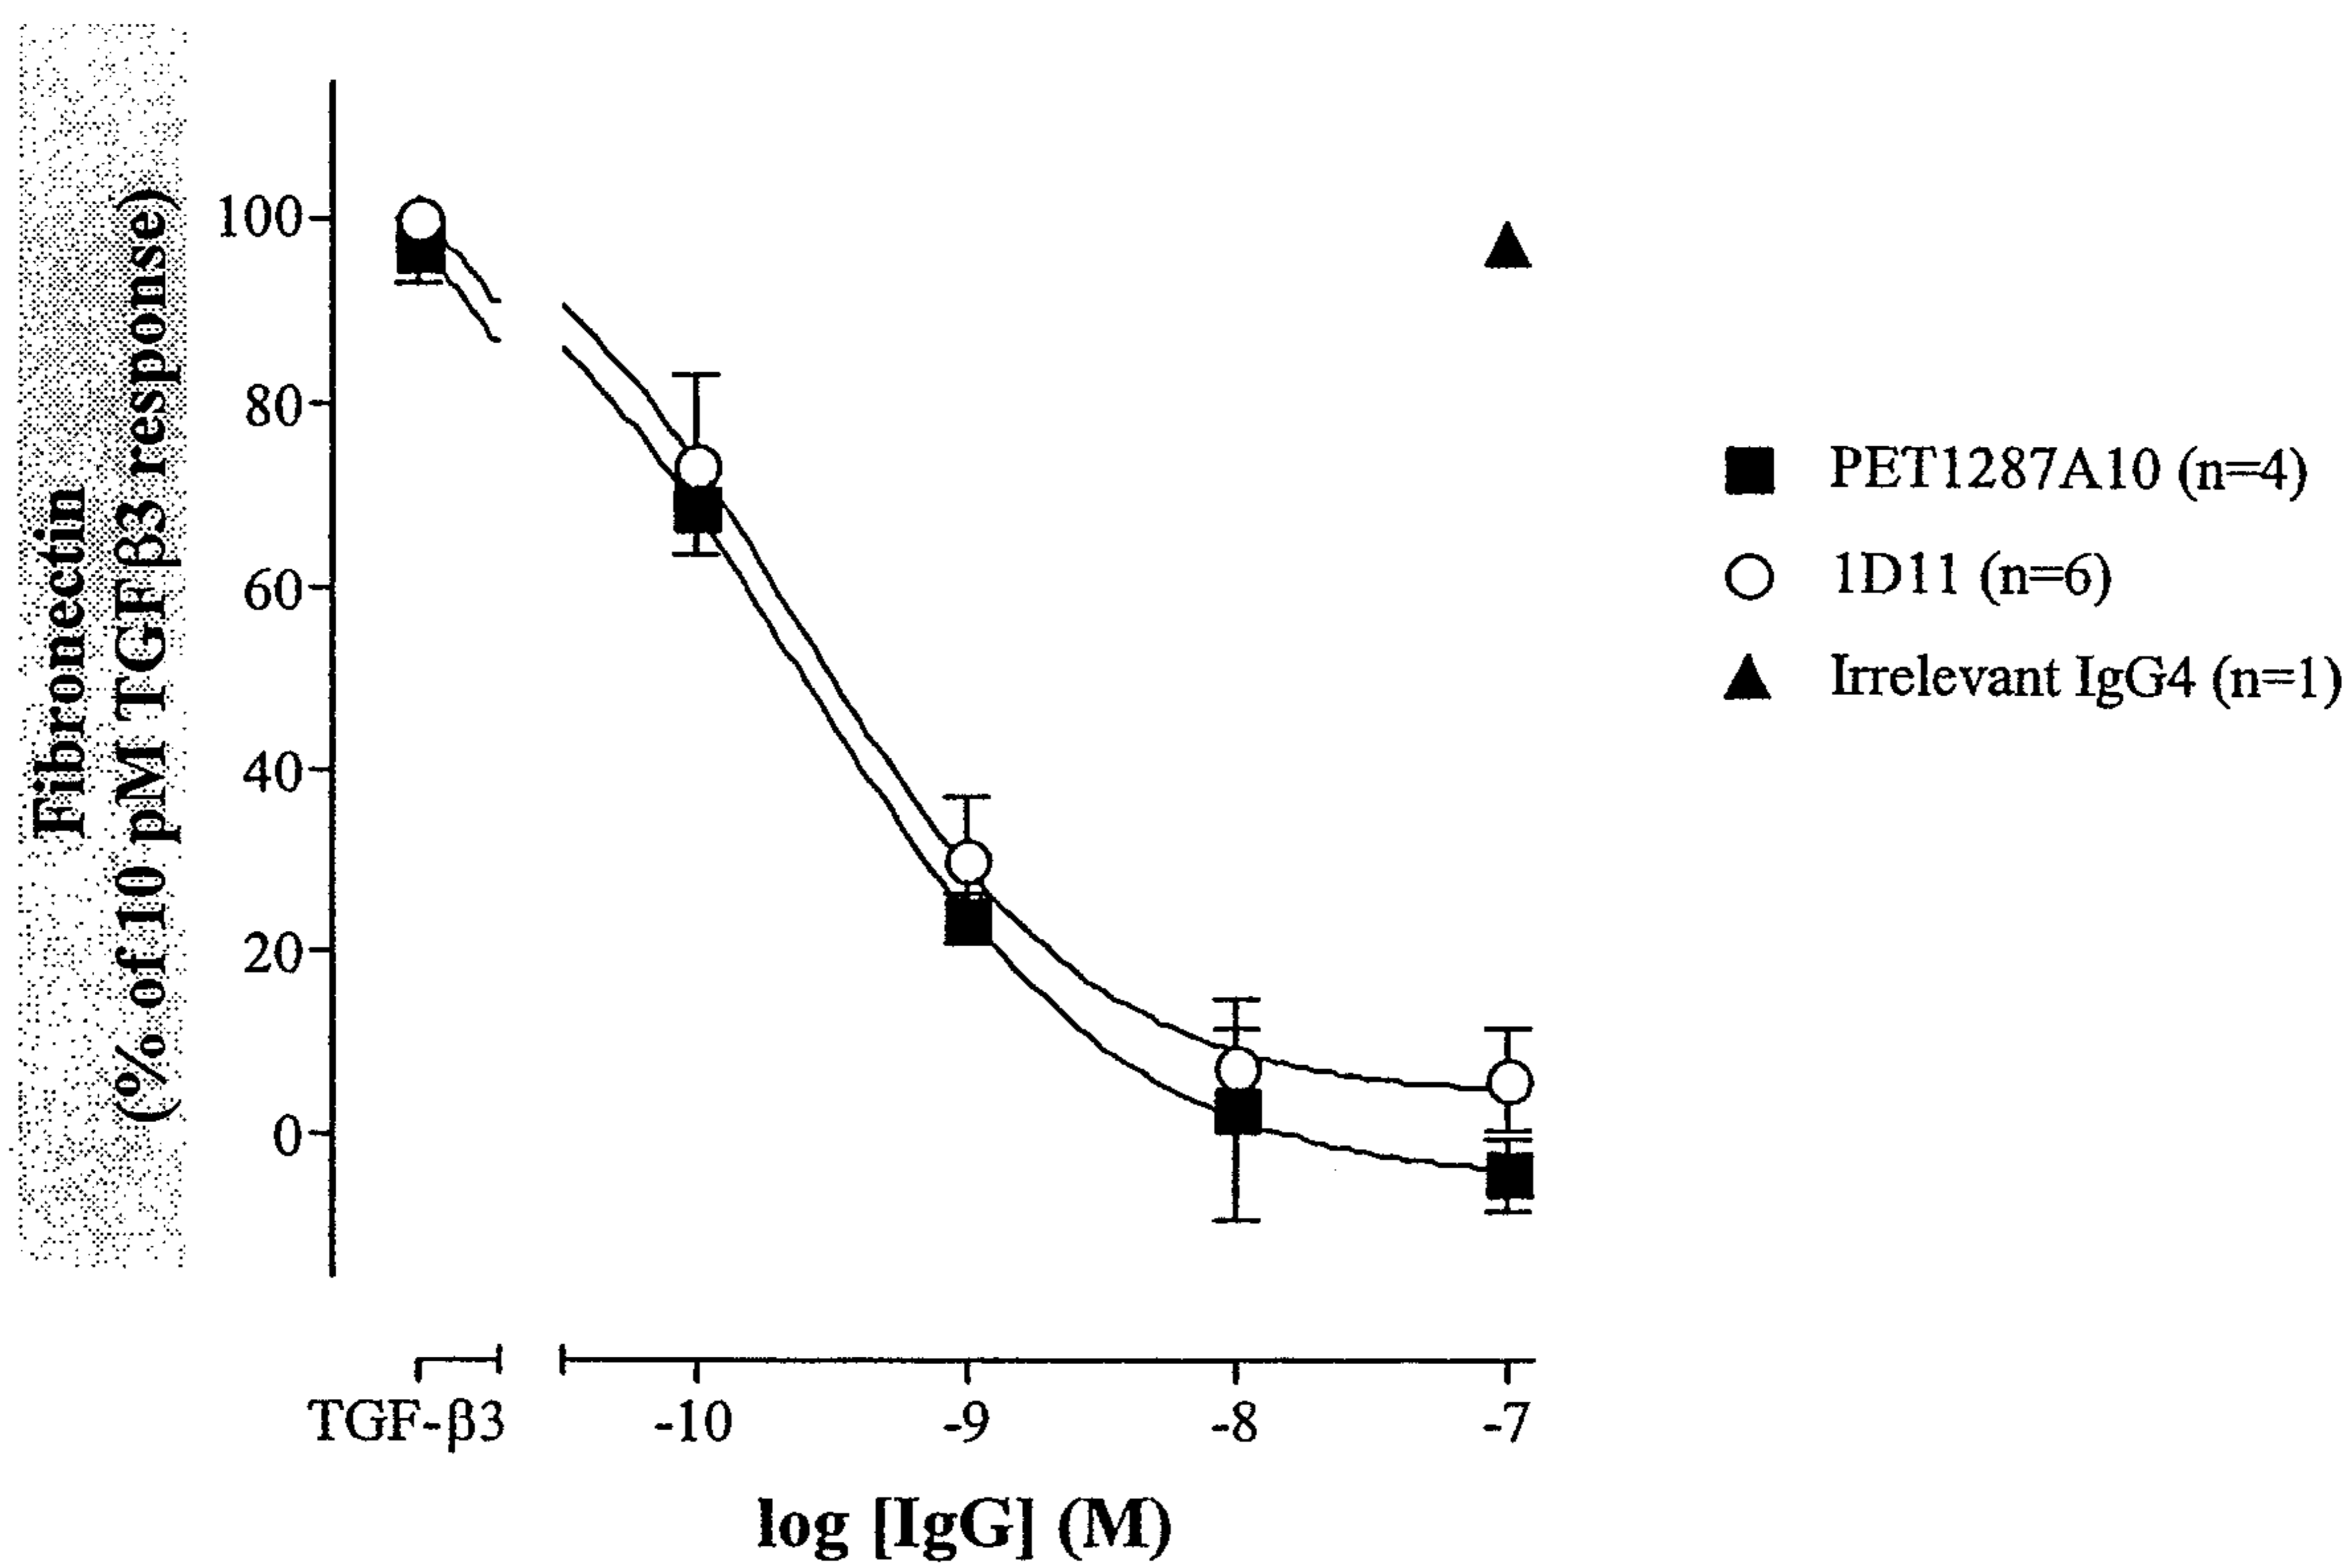 Fibronectin
(% of 10 pM TGFβ3 response)
100
80
60
40
20
0
TGF-β3
-10
-9
-8
-7
log [IgG] (M)
PET1287A10 (n=4)
1D11 (n=6)
Irrelevant IgG4 (n=1)